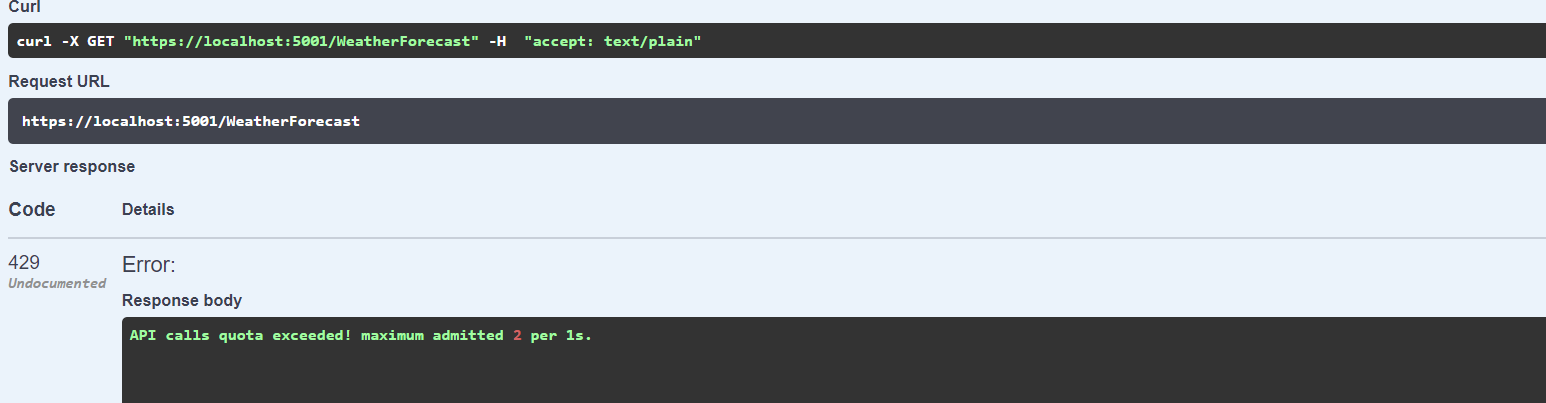 Curl
curl -X GET "https://localhost:5001/WeatherForecast" -H  "accept: text/plain"
Request URL
https://localhost:5001/WeatherForecast
Server response
Code Details
429 Error:
Undocumented
Response body
API calls quota exceeded! maximum admitted 2 per 1s.